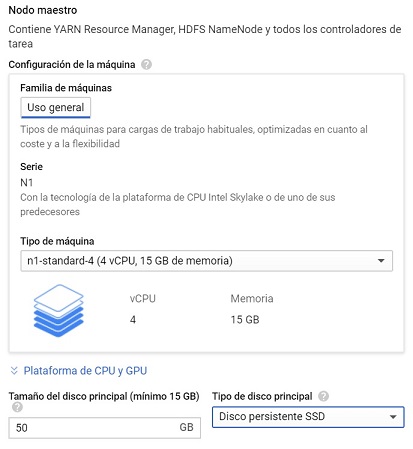 Nodo maestro
Contiene YARN Resource Manager, HDFS NameNode y todos los controladores de
tarea
Configuración de la máquina
Familia de máquinas
Uso general
Tipos de máquinas para cargas de trabajo habituales, optimizadas en cuanto al
coste y a la flexibilidad
Serie
N1
Con la tecnología de la plataforma de CPU Intel Skylake o de uno de sus
predecesores
Tipo de máquina
n1-standard-4 (4 vCPU, 15 GB de memoria)
vCPU Memoria
4 15 GB
Plataforma de CPU y GPU
Tamaño del disco principal (mínimo 15 GB) Tipo de disco principal
50 GB Disco persistente SSD